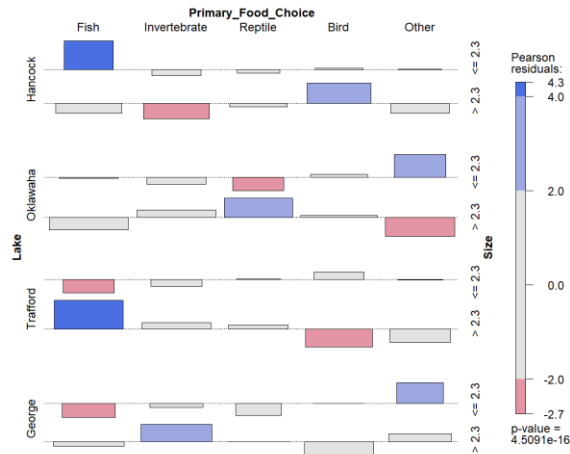 Primary_Food_Choice
Fish Invertebrate Reptile Bird Other
Lake
Hancock
<= 2.3
> 2.3
Oklawaha
<= 2.3
> 2.3
Trafford
<= 2.3
> 2.3
George
<= 2.3
> 2.3
Size
Pearson
residuals:
4.3
4.0
2.0
0.0
-2.0
-2.7
p-value =
4.5091e-16